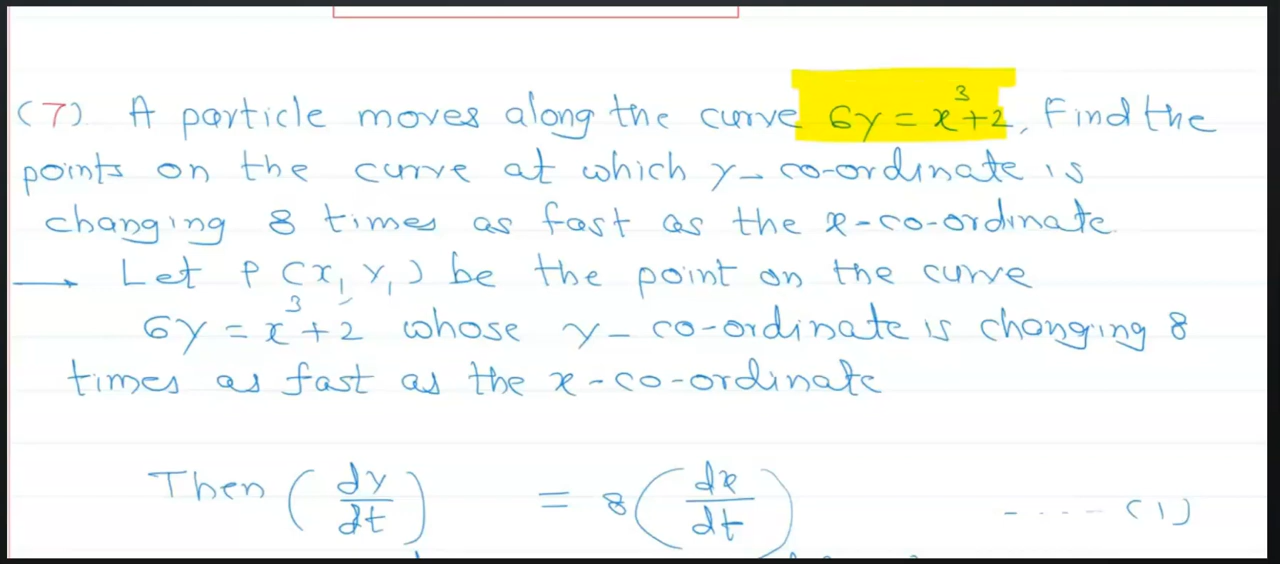 (7) A particle moves along the curve 6y = x³+2, Find the
points on the curve at which y-co-ordinate is
changing 8 times as fast as the x-co-ordinate.
→ Let P(x₁, y₁) be the point on the curve
6y = x³+2 whose y-co-ordinate is changing 8
times as fast as the x-co-ordinate
Then (dy/dt) = 8(dx/dt) ----- (1)